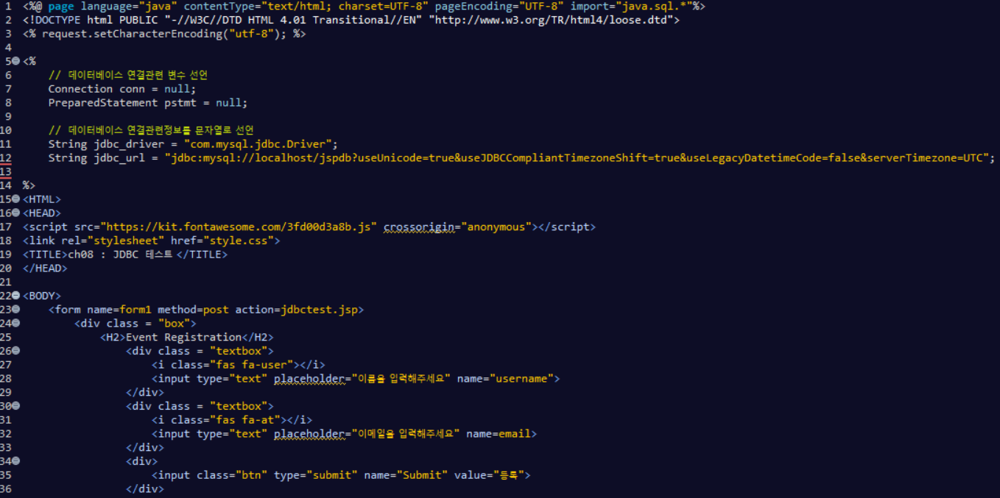 1 <%@ page language="java" contentType="text/html; charset=UTF-8" pageEncoding="UTF-8" import="java.sql.*"%>
2 <!DOCTYPE html PUBLIC "-//W3C//DTD HTML 4.01 Transitional//EN" "http://www.w3.org/TR/html4/loose.dtd">
3 <% request.setCharacterEncoding("utf-8"); %>
4
5 <%
6 // 데이터베이스 연결관련 변수 선언
7 Connection conn = null;
8 PreparedStatement pstmt = null;
9
10 // 데이터베이스 연결관련정보를 문자열로 선언
11 String jdbc_driver = "com.mysql.jdbc.Driver";
12 String jdbc_url = "jdbc:mysql://localhost/jspdb?useUnicode=true&useJDBCCompliantTimezoneShift=true&useLegacyDatetimeCode=false&serverTimezone=UTC";
13
14 %>
15 <HTML>
16 <HEAD>
17 <script src="https://kit.fontawesome.com/3fd00d3a8b.js" crossorigin="anonymous"></script>
18 <link rel="stylesheet" href="style.css">
19 <TITLE>ch08 : JDBC 테스트</TITLE>
20 </HEAD>
21
22 <BODY>
23 <form name=form1 method=post action=jdbctest.jsp>
24 <div class = "box">
25 <H2>Event Registration</H2>
26 <div class = "textbox">
27 <i class="fas fa-user"></i>
28 <input type="text" placeholder="이름을 입력해주세요" name="username">
29 </div>
30 <div class = "textbox">
31 <i class="fas fa-at"></i>
32 <input type="text" placeholder="이메일을 입력해주세요" name=email>
33 </div>
34 <div>
35 <input class="btn" type="submit" name="Submit" value="등록">
36 </div>